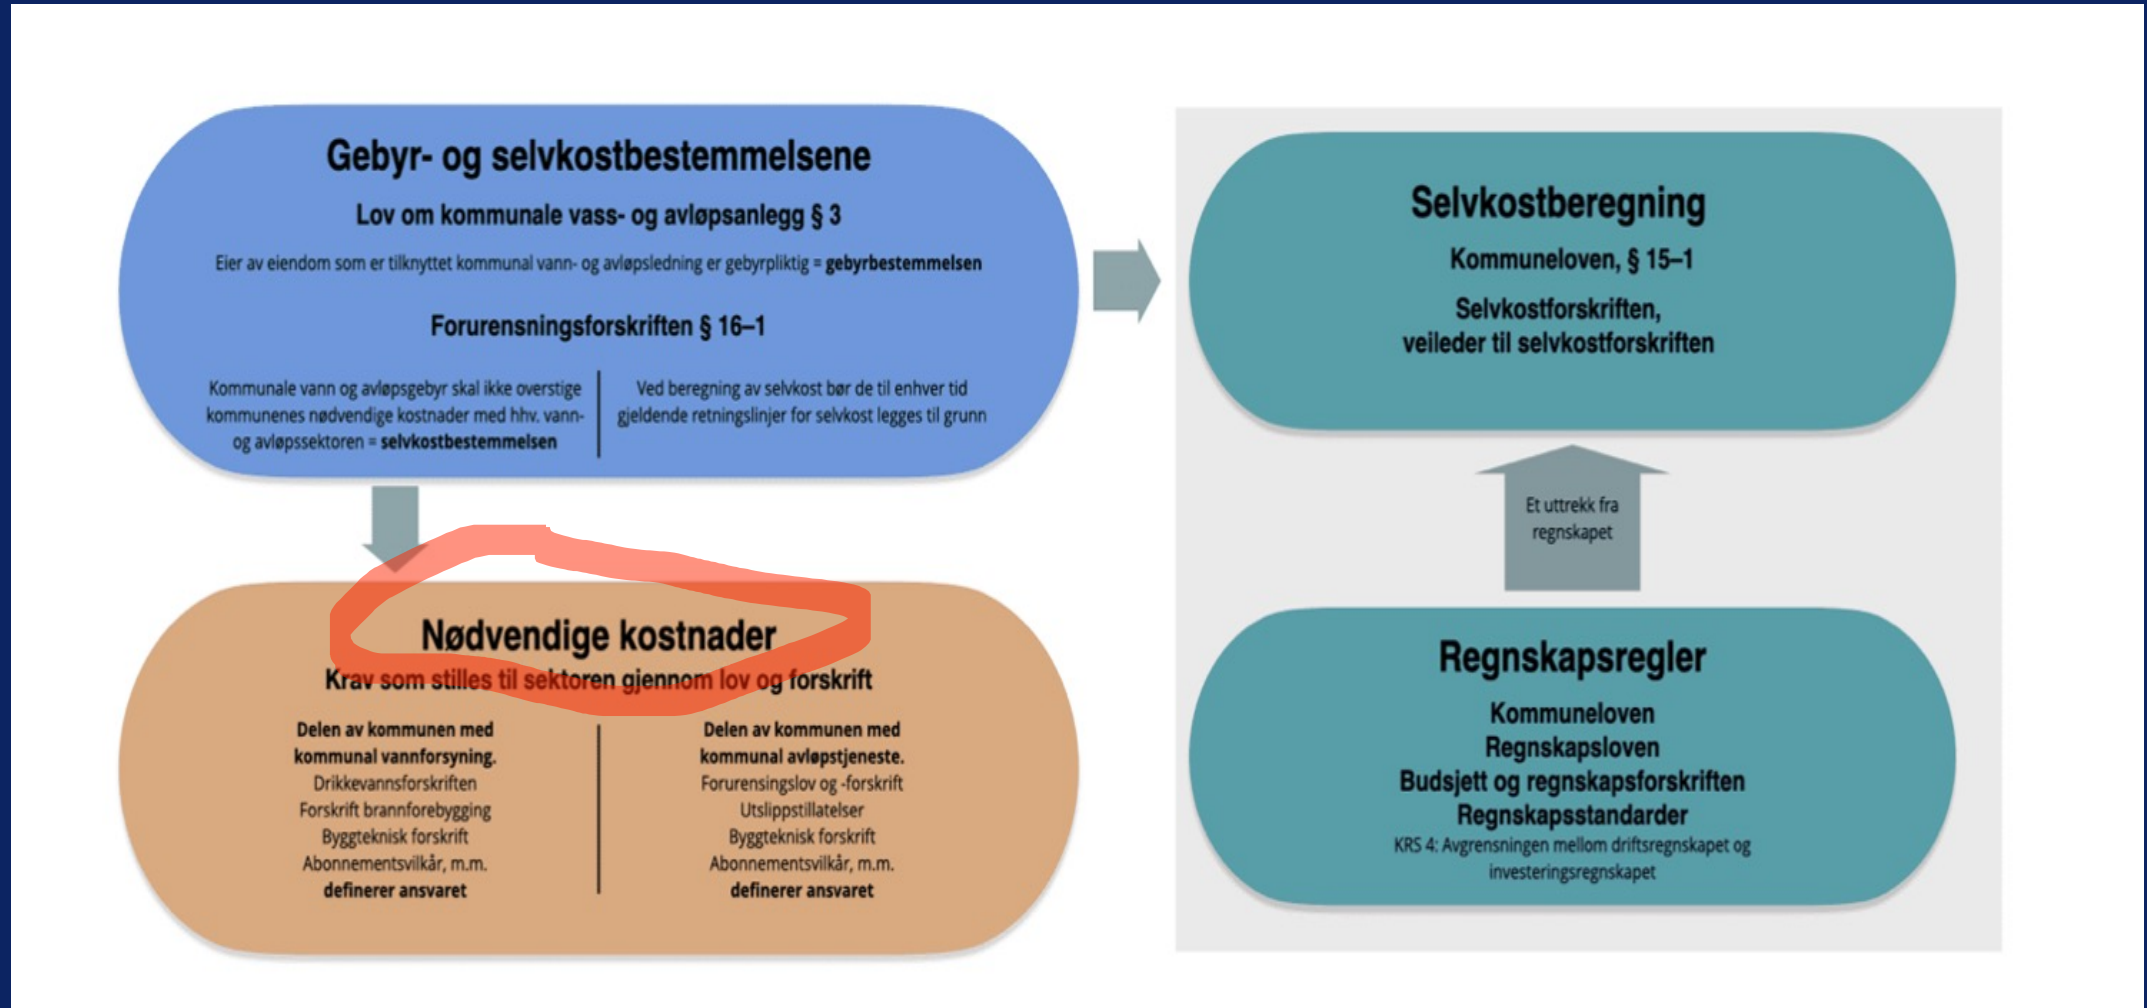 Gebyr- og selvkostbestemmelsene
Lov om kommunale vass- og avløpsanlegg § 3
Eier av eiendom som er tilknyttet kommunal vann- og avløpsledning er gebyrpliktig = gebyrbestemmelsen
Forurensningsforskriften § 16–1
Kommunale vann og avløpsgebyr skal ikke overstige
kommunenes nødvendige kostnader med hhv. vann-
og avløpssektoren = selvkostbestemmelsen
Ved beregning av selvkost bør de til enhver tid
gjeldende retningslinjer for selvkost legges til grunn
Selvkostberegning
Kommuneloven, § 15–1
Selvkostforskriften,
veileder til selvkostforskriften
Nødvendige kostnader
Krav som stilles til sektoren gjennom lov og forskrift
Delen av kommunen med
kommunal vannforsyning.
Drikkevannsforskriften
Forskrift brannforebygging
Byggteknisk forskrift
Abonnementsvilkår, m.m.
definerer ansvaret
Delen av kommunen med
kommunal avløpstjeneste.
Forurensingslov og -forskrift
Utslippstillatelser
Byggteknisk forskrift
Abonnementsvilkår, m.m.
definerer ansvaret
Et uttrekk fra
regnskapet
Regnskapsregler
Kommuneloven
Regnskapsloven
Budsjett og regnskapsforskriften
Regnskapsstandarder
KRS 4: Avgrensningen mellom driftsregnskapet og
investeringsregnskapet